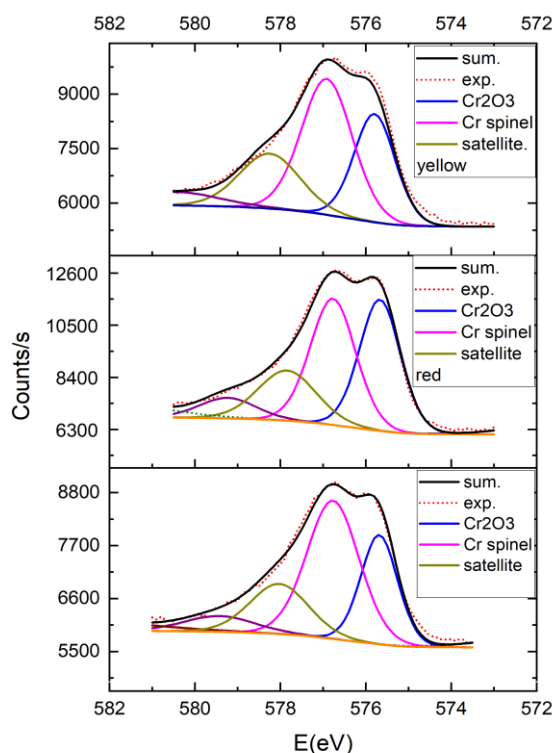 582 580 578 576 574 572
9000
7500
6000
sum.
exp.
Cr2O3
Cr spinel
satellite.
yellow
12600
10500
8400
6300
sum.
exp.
Cr2O3
Cr spinel
satellite
red
Counts/s
8800
7700
6600
5500
sum.
exp.
Cr2O3
Cr spinel
satellite
582 580 578 576 574 572
E(eV)